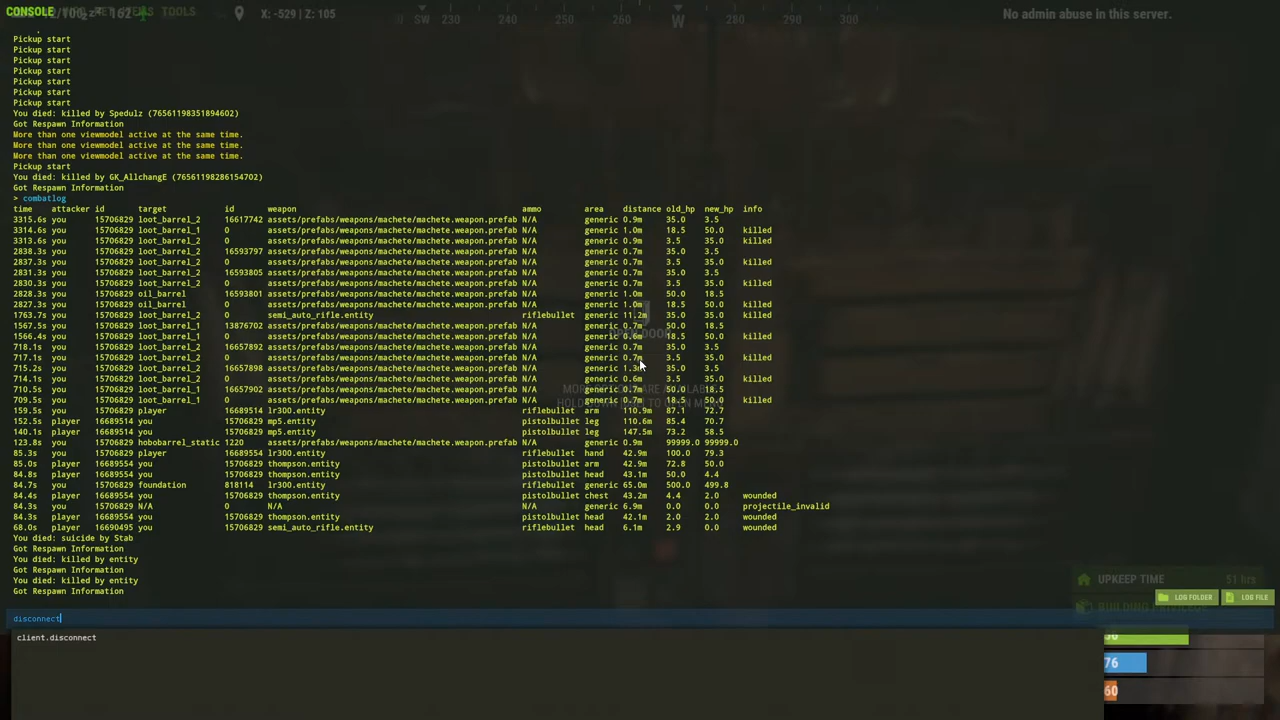 CONSOLE TOOLS X: -529 | Z: 105 No admin abuse in this server.
SW 230 240 250 260 W 280 290 300
Pickup start
Pickup start
Pickup start
Pickup start
Pickup start
Pickup start
Pickup start
You died: killed by Spedulz (76561198351894602)
Got Respawn Information
More than one viewmodel active at the same time.
More than one viewmodel active at the same time.
More than one viewmodel active at the same time.
Pickup start
You died: killed by GK_AllchangE (76561198286154702)
Got Respawn Information
> combatlog
time attacker id target id weapon ammo area distance old_hp new_hp info
3315.6s you 15706829 loot_barrel_2 16617742 assets/prefabs/weapons/machete/machete.weapon.prefab N/A generic 0.9m 35.0 3.5
3314.6s you 15706829 loot_barrel_1 0 assets/prefabs/weapons/machete/machete.weapon.prefab N/A generic 1.0m 18.5 50.0 killed
3313.6s you 15706829 loot_barrel_2 0 assets/prefabs/weapons/machete/machete.weapon.prefab N/A generic 0.9m 3.5 35.0 killed
2838.3s you 15706829 loot_barrel_2 16593797 assets/prefabs/weapons/machete/machete.weapon.prefab N/A generic 0.7m 35.0 3.5
2837.3s you 15706829 loot_barrel_2 0 assets/prefabs/weapons/machete/machete.weapon.prefab N/A generic 0.7m 3.5 35.0 killed
2831.3s you 15706829 loot_barrel_2 16593805 assets/prefabs/weapons/machete/machete.weapon.prefab N/A generic 0.7m 35.0 3.5
2830.3s you 15706829 loot_barrel_2 0 assets/prefabs/weapons/machete/machete.weapon.prefab N/A generic 0.7m 3.5 35.0 killed
2828.3s you 15706829 oil_barrel 16593801 assets/prefabs/weapons/machete/machete.weapon.prefab N/A generic 1.0m 50.0 18.5
2827.3s you 15706829 oil_barrel 0 assets/prefabs/weapons/machete/machete.weapon.prefab N/A generic 1.0m 18.5 50.0 killed
1763.7s you 15706829 loot_barrel_2 0 semi_auto_rifle.entity riflebullet generic 11.2m 35.0 35.0 killed
1567.5s you 15706829 loot_barrel_1 13876702 assets/prefabs/weapons/machete/machete.weapon.prefab N/A generic 0.7m 50.0 18.5
1566.4s you 15706829 loot_barrel_1 0 assets/prefabs/weapons/machete/machete.weapon.prefab N/A generic 0.6m 18.5 50.0 killed
718.1s you 15706829 loot_barrel_2 16657892 assets/prefabs/weapons/machete/machete.weapon.prefab N/A generic 0.7m 35.0 3.5
717.1s you 15706829 loot_barrel_2 0 assets/prefabs/weapons/machete/machete.weapon.prefab N/A generic 0.7m 3.5 35.0 killed
715.2s you 15706829 loot_barrel_2 16657898 assets/prefabs/weapons/machete/machete.weapon.prefab N/A generic 35.0 3.5
714.1s you 15706829 loot_barrel_2 0 assets/prefabs/weapons/machete/machete.weapon.prefab N/A generic 0.6m 3.5 35.0 killed
710.5s you 15706829 loot_barrel_1 16657902 assets/prefabs/weapons/machete/machete.weapon.prefab N/A generic 0.7m 50.0 18.5
709.5s you 15706829 loot_barrel_1 0 assets/prefabs/weapons/machete/machete.weapon.prefab N/A generic 0.7m 18.5 50.0 killed
159.5s you 15706829 player 16689514 lr300.entity riflebullet arm 110.9m 87.1 72.7
152.5s player 16689514 you 15706829 mp5.entity pistolbullet leg 110.6m 85.4 70.7
140.1s player 16689514 you 15706829 mp5.entity pistolbullet leg 147.5m 73.2 58.5
123.8s you 15706829 hobobarrel_static 1220 assets/prefabs/weapons/machete/machete.weapon.prefab N/A generic 0.9m 99999.0 99999.0
85.3s you 15706829 player 16689554 lr300.entity riflebullet hand 42.9m 100.0 79.3
85.0s player 16689554 you 15706829 thompson.entity pistolbullet arm 42.9m 72.8 50.0
84.8s player 16689554 you 15706829 thompson.entity pistolbullet head 43.1m 50.0 4.4
84.7s you 15706829 foundation 818114 lr300.entity riflebullet generic 65.0m 500.0 499.8
84.4s player 16689554 you 15706829 thompson.entity pistolbullet chest 43.2m 4.4 2.0 wounded
84.3s you 15706829 N/A 0 N/A riflebullet generic 6.9m 0.0 0.0 projectile_invalid
84.3s player 16689554 you 15706829 thompson.entity pistolbullet head 42.1m 2.0 2.0 wounded
68.0s player 16690495 you 15706829 semi_auto_rifle.entity riflebullet head 6.1m 2.9 0.0 wounded
You died: suicide by Stab
Got Respawn Information
You died: killed by entity
Got Respawn Information
You died: killed by entity
Got Respawn Information
UPKEEP TIME 51 hrs
LOG FOLDER LOG FILE
BUILDING PRIVILEGE
disconnect
client.disconnect
76
60